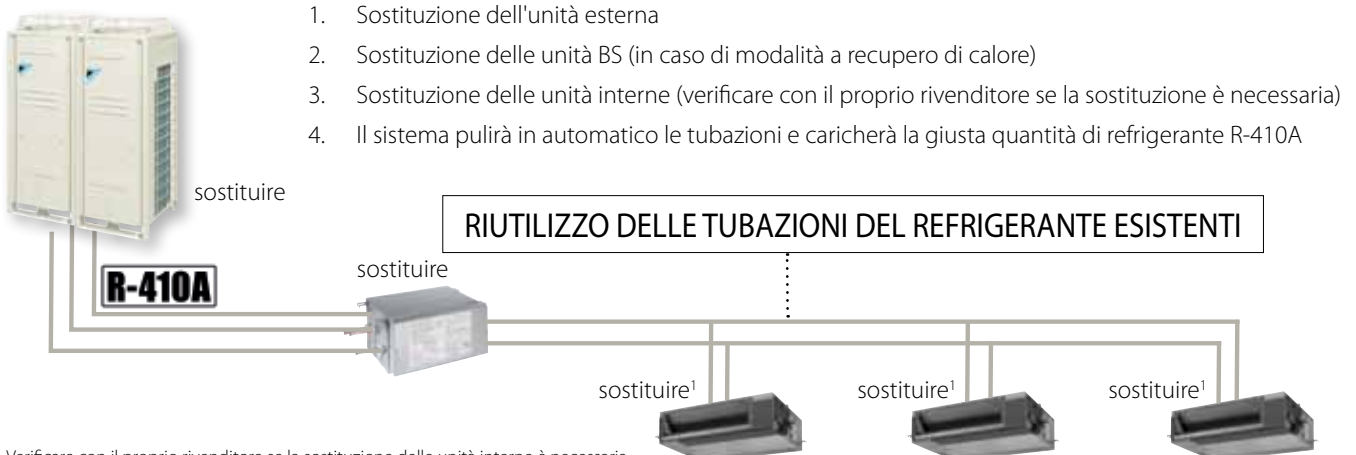 1. Sostituzione dell'unità esterna
2. Sostituzione delle unità BS (in caso di modalità a recupero di calore)
3. Sostituzione delle unità interne (verificare con il proprio rivenditore se la sostituzione è necessaria)
4. Il sistema pulirà in automatico le tubazioni e caricherà la giusta quantità di refrigerante R-410A
sostituire
RIUTILIZZO DELLE TUBAZIONI DEL REFRIGERANTE ESISTENTI
sostituire
R-410A
sostituire¹ sostituire¹ sostituire¹
Verificare con il proprio rivenditore se la sostituzione delle unità interne è necessaria